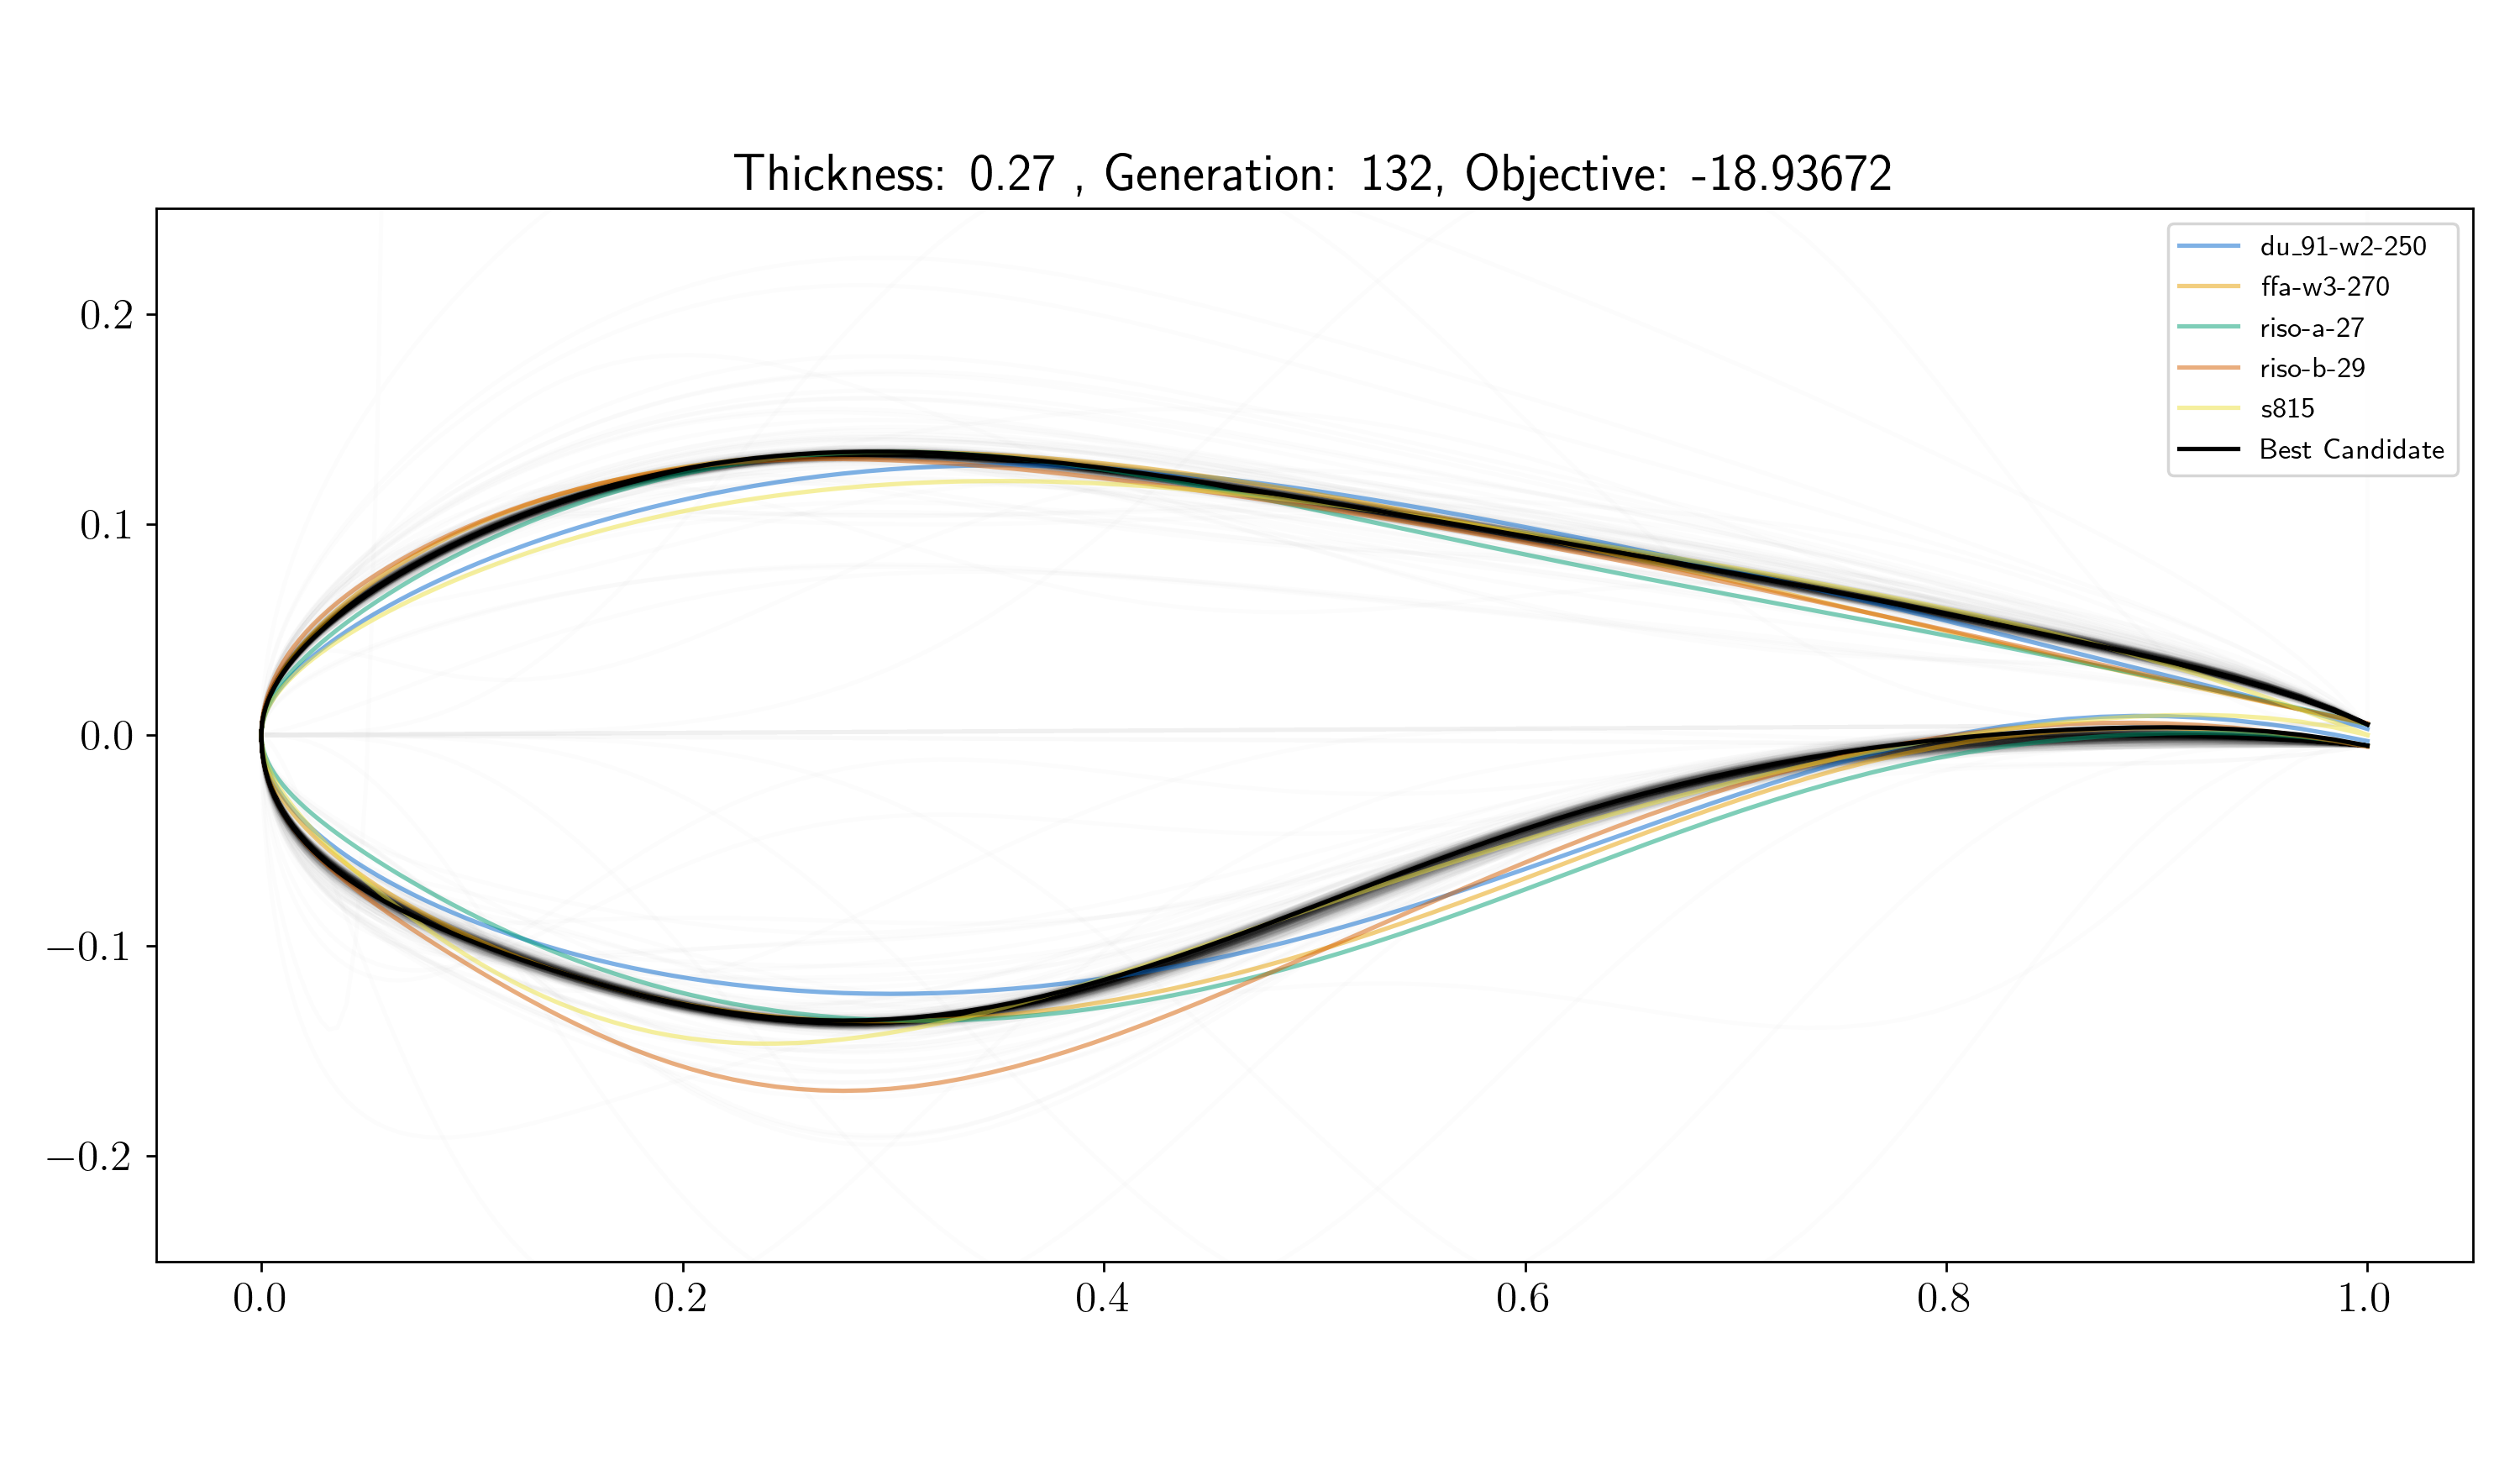 Thickness: 0.27 , Generation: 132, Objective: -18.93672
du_91-w2-250
ffa-w3-270
riso-a-27
riso-b-29
s815
Best Candidate
0.2
0.1
0.0
−0.1
−0.2
0.0 0.2 0.4 0.6 0.8 1.0